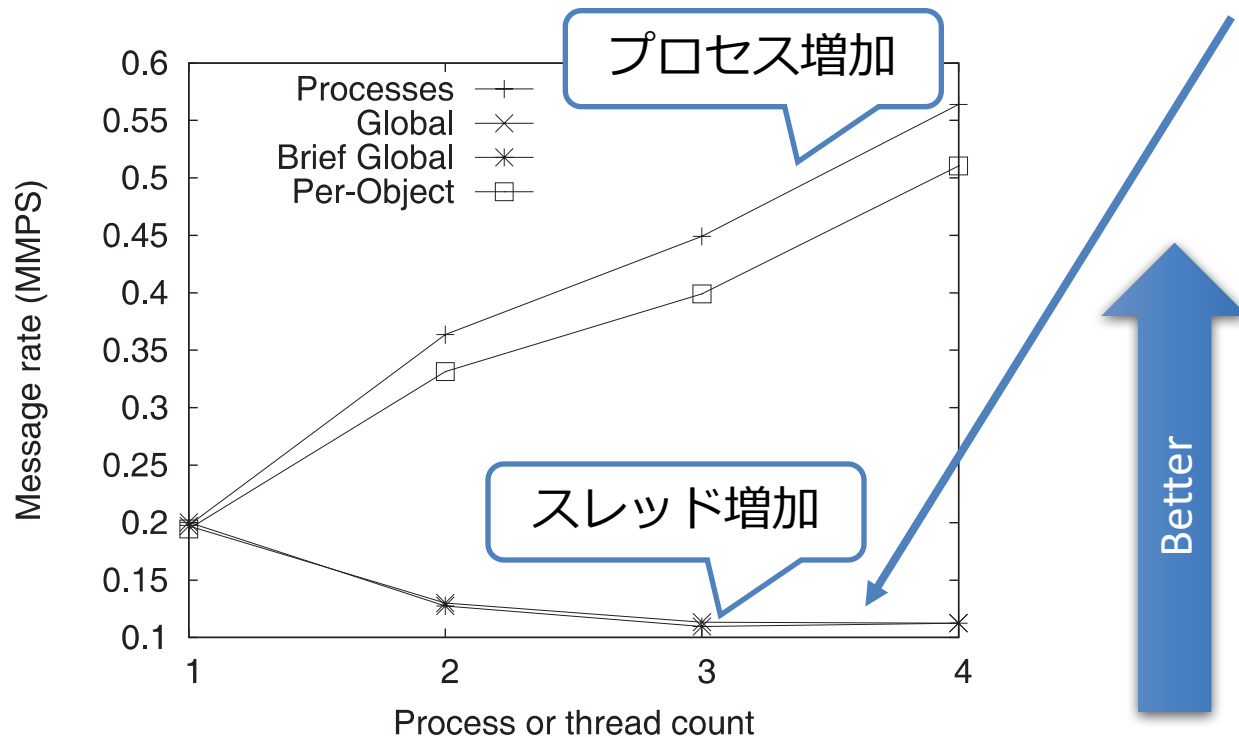 プロセス増加
0.6
0.55
0.5
0.45
0.4
0.35
0.3
0.25
0.2
0.15
0.1
Processes
Global
Brief Global
Per-Object
Message rate (MMPS)
スレッド増加
Better
1
2
3
4
Process or thread count